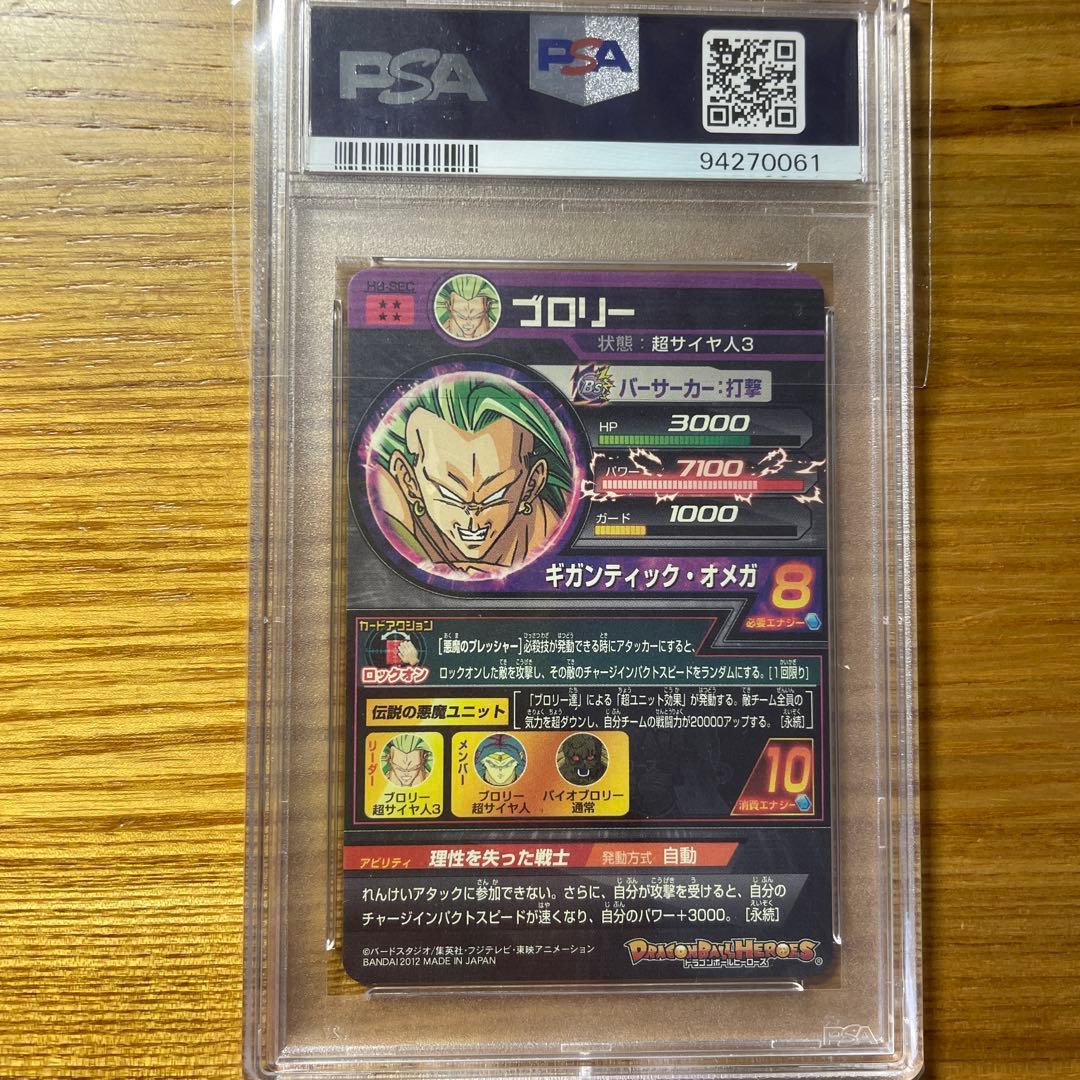 PSA PSA
94270061
H8-SEC
ブロリー
状態：超サイヤ人3
Bs バーサーカー：打撃
HP 3000
パワー 7100
ガード 1000
ギガンティック・オメガ 8
必要エナジー
カードアクション
ロックオン
[悪魔のプレッシャー]必殺技が発動できる時にアタッカーにすると、
ロックオンした敵を攻撃し、その敵のチャージインパクトスピードをランダムにする。[1回限り]
伝説の悪魔ユニット
「ブロリー達」による「超ユニット効果」が発動する。敵チーム全員の
気力を超ダウンし、自分チームの戦闘力が20000アップする。 [永続]
リーダー
ブロリー
超サイヤ人3
メンバー
ブロリー
超サイヤ人
バイオブロリー
通常
10
消費エナジー
アビリティ 理性を失った戦士 発動方式 自動
れんけいアタックに参加できない。さらに、自分が攻撃を受けると、自分の
チャージインパクトスピードが速くなり、自分のパワー+3000。 [永続]
©バードスタジオ/集英社・フジテレビ・東映アニメーション
BANDAI 2012 MADE IN JAPAN
DRAGONBALL HEROES
ドラゴンボールヒーローズ
PSA